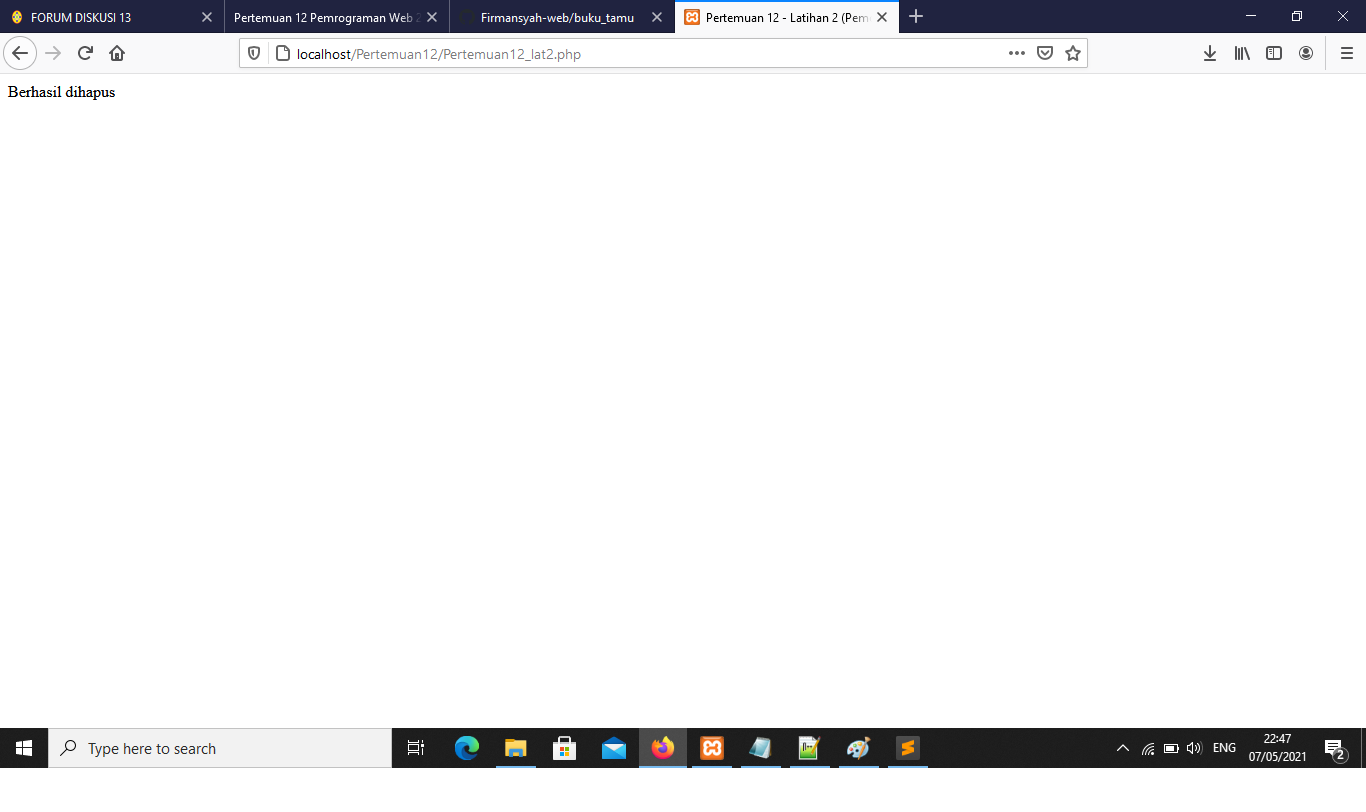 FORUM DISKUSI 13
Pertemuan 12 Pemrograman Web 2
Firmansyah-web/buku_tamu
Pertemuan 12 - Latihan 2 (Pem
localhost/Pertemuan12/Pertemuan12_lat2.php
Berhasil dihapus
Type here to search
ENG
22:47
07/05/2021
2